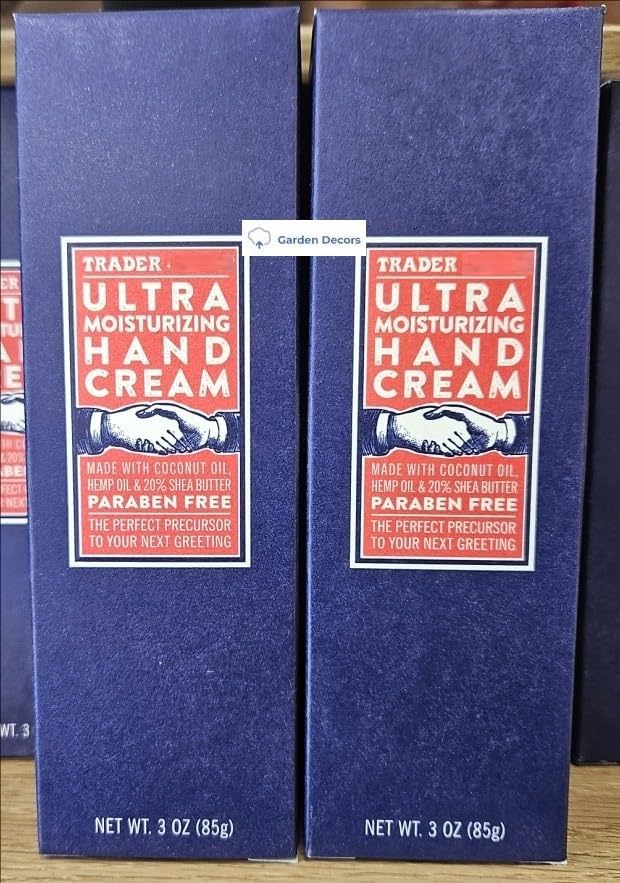 Garden Decors
TRADER
ULTRA
MOISTURIZING
HAND
CREAM
MADE WITH COCONUT OIL,
HEMP OIL & 20% SHEA BUTTER
PARABEN FREE
THE PERFECT PRECURSOR
TO YOUR NEXT GREETING
NET WT. 3 OZ (85g)
TRADER
ULTRA
MOISTURIZING
HAND
CREAM
MADE WITH COCONUT OIL,
HEMP OIL & 20% SHEA BUTTER
PARABEN FREE
THE PERFECT PRECURSOR
TO YOUR NEXT GREETING
NET WT. 3 OZ (85g)
WT. 3